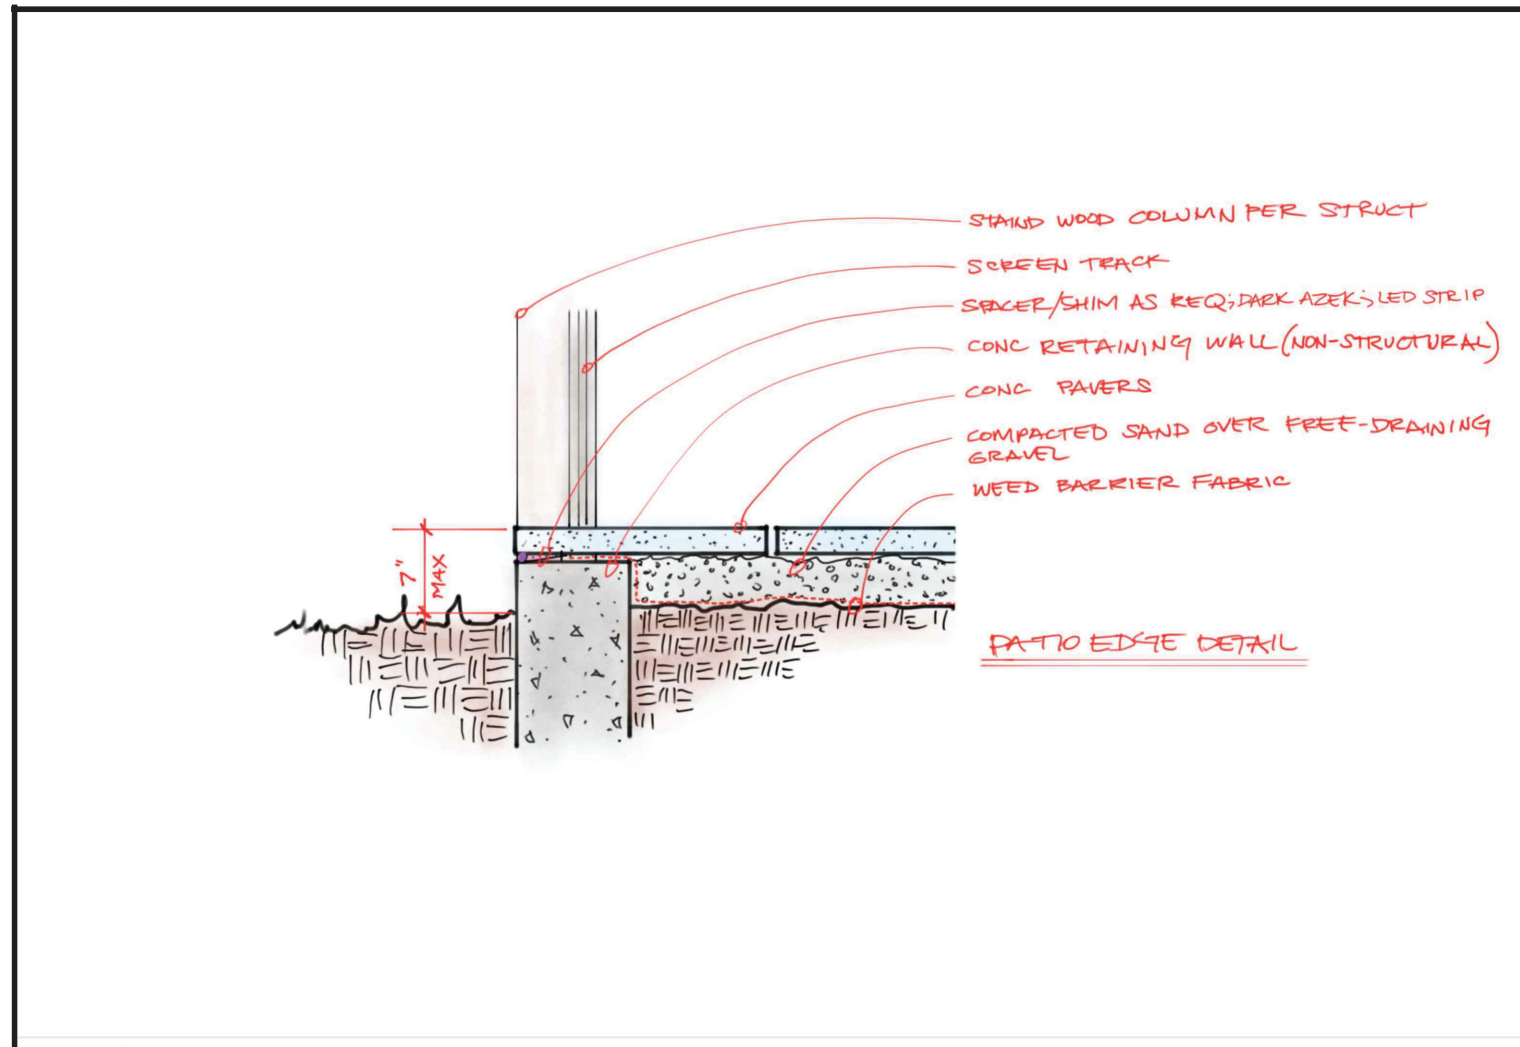 STAIND WOOD COLUMN PER STRUCT
SCREEN TRACK
SPACER/SHIM AS REQ; DARK AZEK; LED STRIP
CONC RETAINING WALL (NON-STRUCTURAL)
CONC PAVERS
COMPACTED SAND OVER FREE-DRAINING
GRAVEL
WEED BARRIER FABRIC
7"
MAX
PATIO EDGE DETAIL